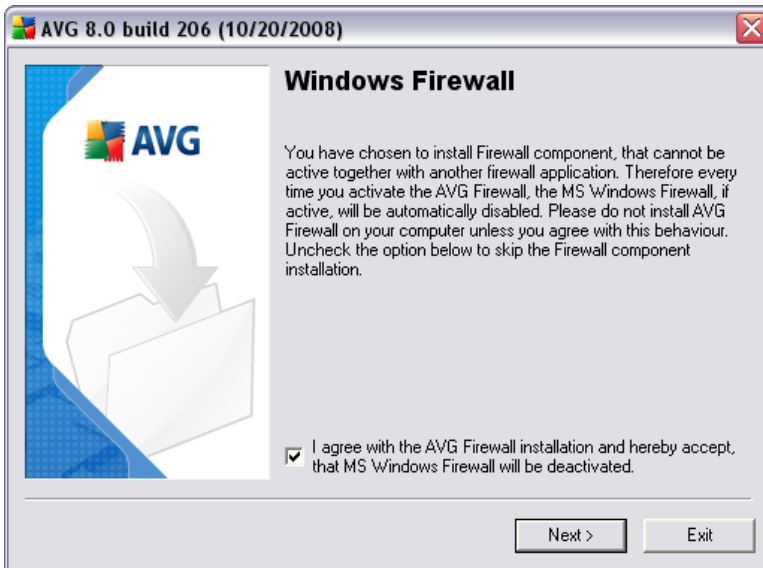 AVG 8.0 build 206 (10/20/2008)
AVG
Windows Firewall
You have chosen to install Firewall component, that cannot be
active together with another firewall application. Therefore every
time you activate the AVG Firewall, the MS Windows Firewall, if
active, will be automatically disabled. Please do not install AVG
Firewall on your computer unless you agree with this behaviour.
Uncheck the option below to skip the Firewall component
installation.
I agree with the AVG Firewall installation and hereby accept,
that MS Windows Firewall will be deactivated.
Next > Exit